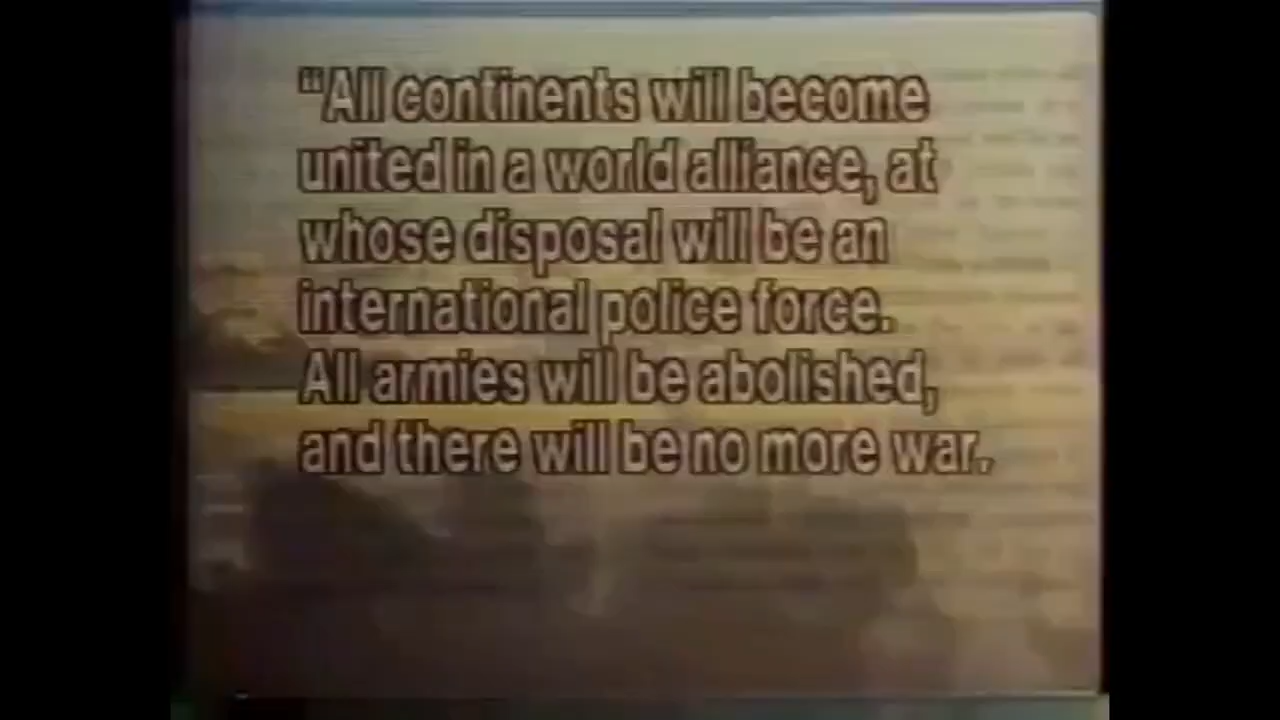 “All continents will become
united in a world alliance, at
whose disposal will be an
international police force.
All armies will be abolished,
and there will be no more war.